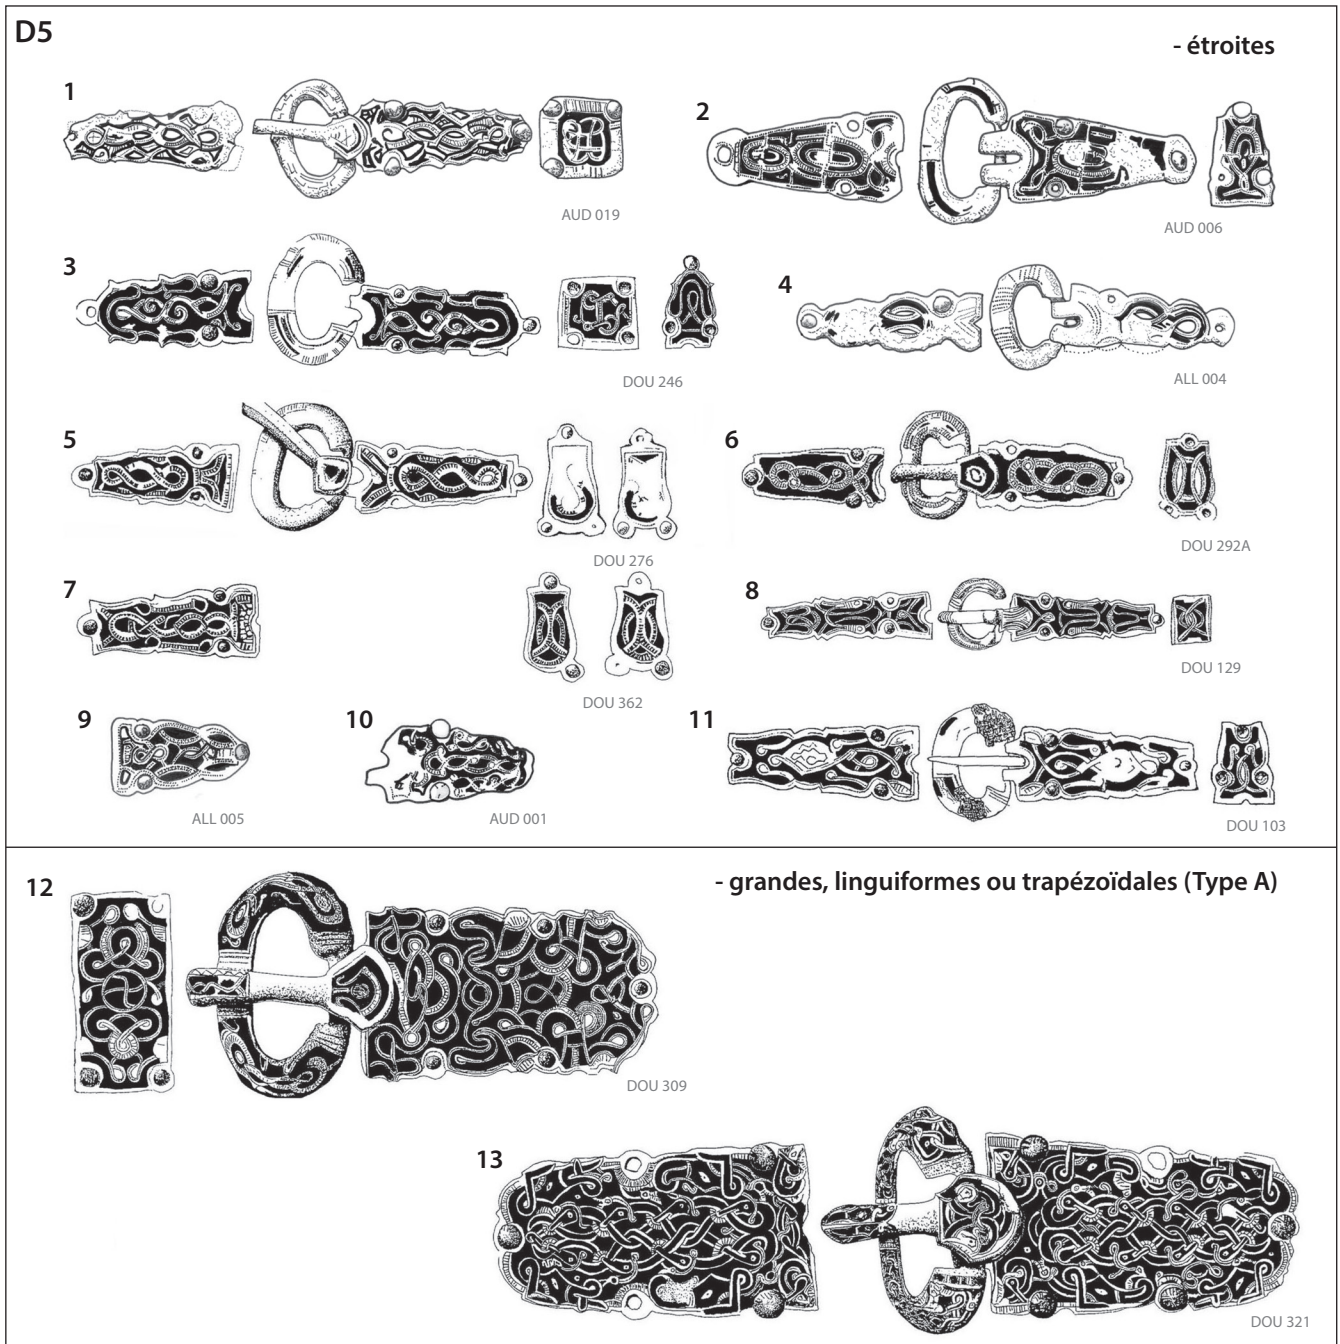 D5
- étroites
1
AUD 019
2
AUD 006
3
DOU 246
4
ALL 004
5
DOU 276
6
DOU 292A
7
DOU 362
8
DOU 129
9
ALL 005
10
AUD 001
11
DOU 103
12
- grandes, linguiformes ou trapézoïdales (Type A)
DOU 309
13
DOU 321